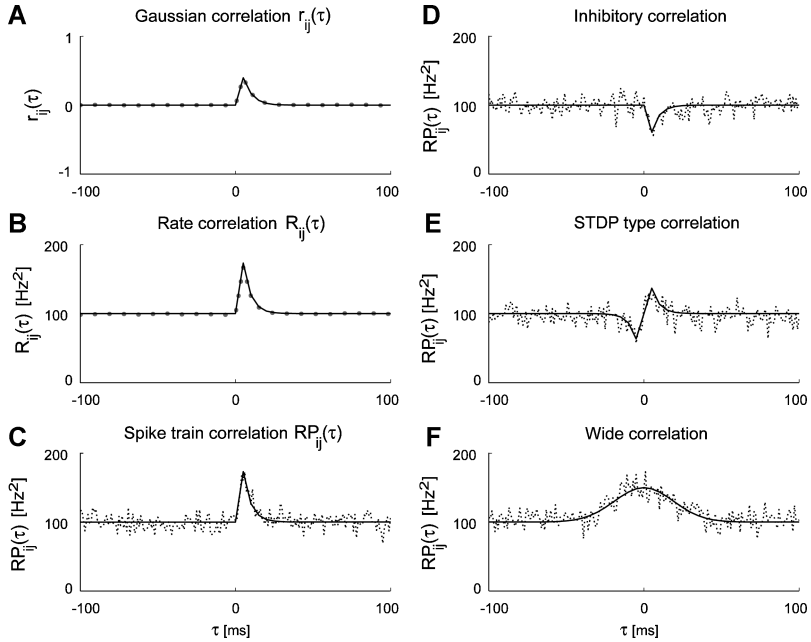 A
Gaussian correlation r_ij(τ)
r_ij(τ)
1
0
-1
-100
0
100
B
Rate correlation R_ij(τ)
R_ij(τ) [Hz²]
200
100
0
-100
0
100
C
Spike train correlation RP_ij(τ)
RP_ij(τ) [Hz²]
200
100
0
-100
0
100
τ [ms]
D
Inhibitory correlation
RP_ij(τ) [Hz²]
200
100
0
-100
0
100
E
STDP type correlation
RP_ij(τ) [Hz²]
200
100
0
-100
0
100
F
Wide correlation
RP_ij(τ) [Hz²]
200
100
0
-100
0
100
τ [ms]